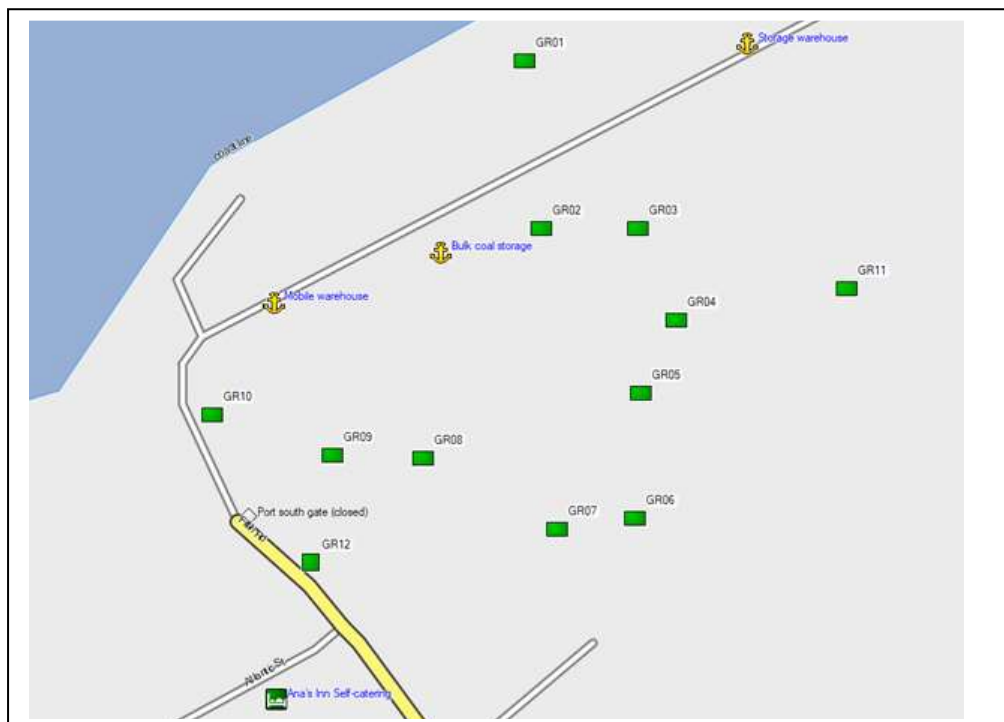 GR01
Storage warehouse
coast line
GR02
GR03
Bulk coal storage
GR11
Mobile warehouse
GR04
GR05
GR10
GR09
GR08
Port south gate (closed)
GR06
GR07
GR12
Atlantic St
Ana's Inn Self-catering